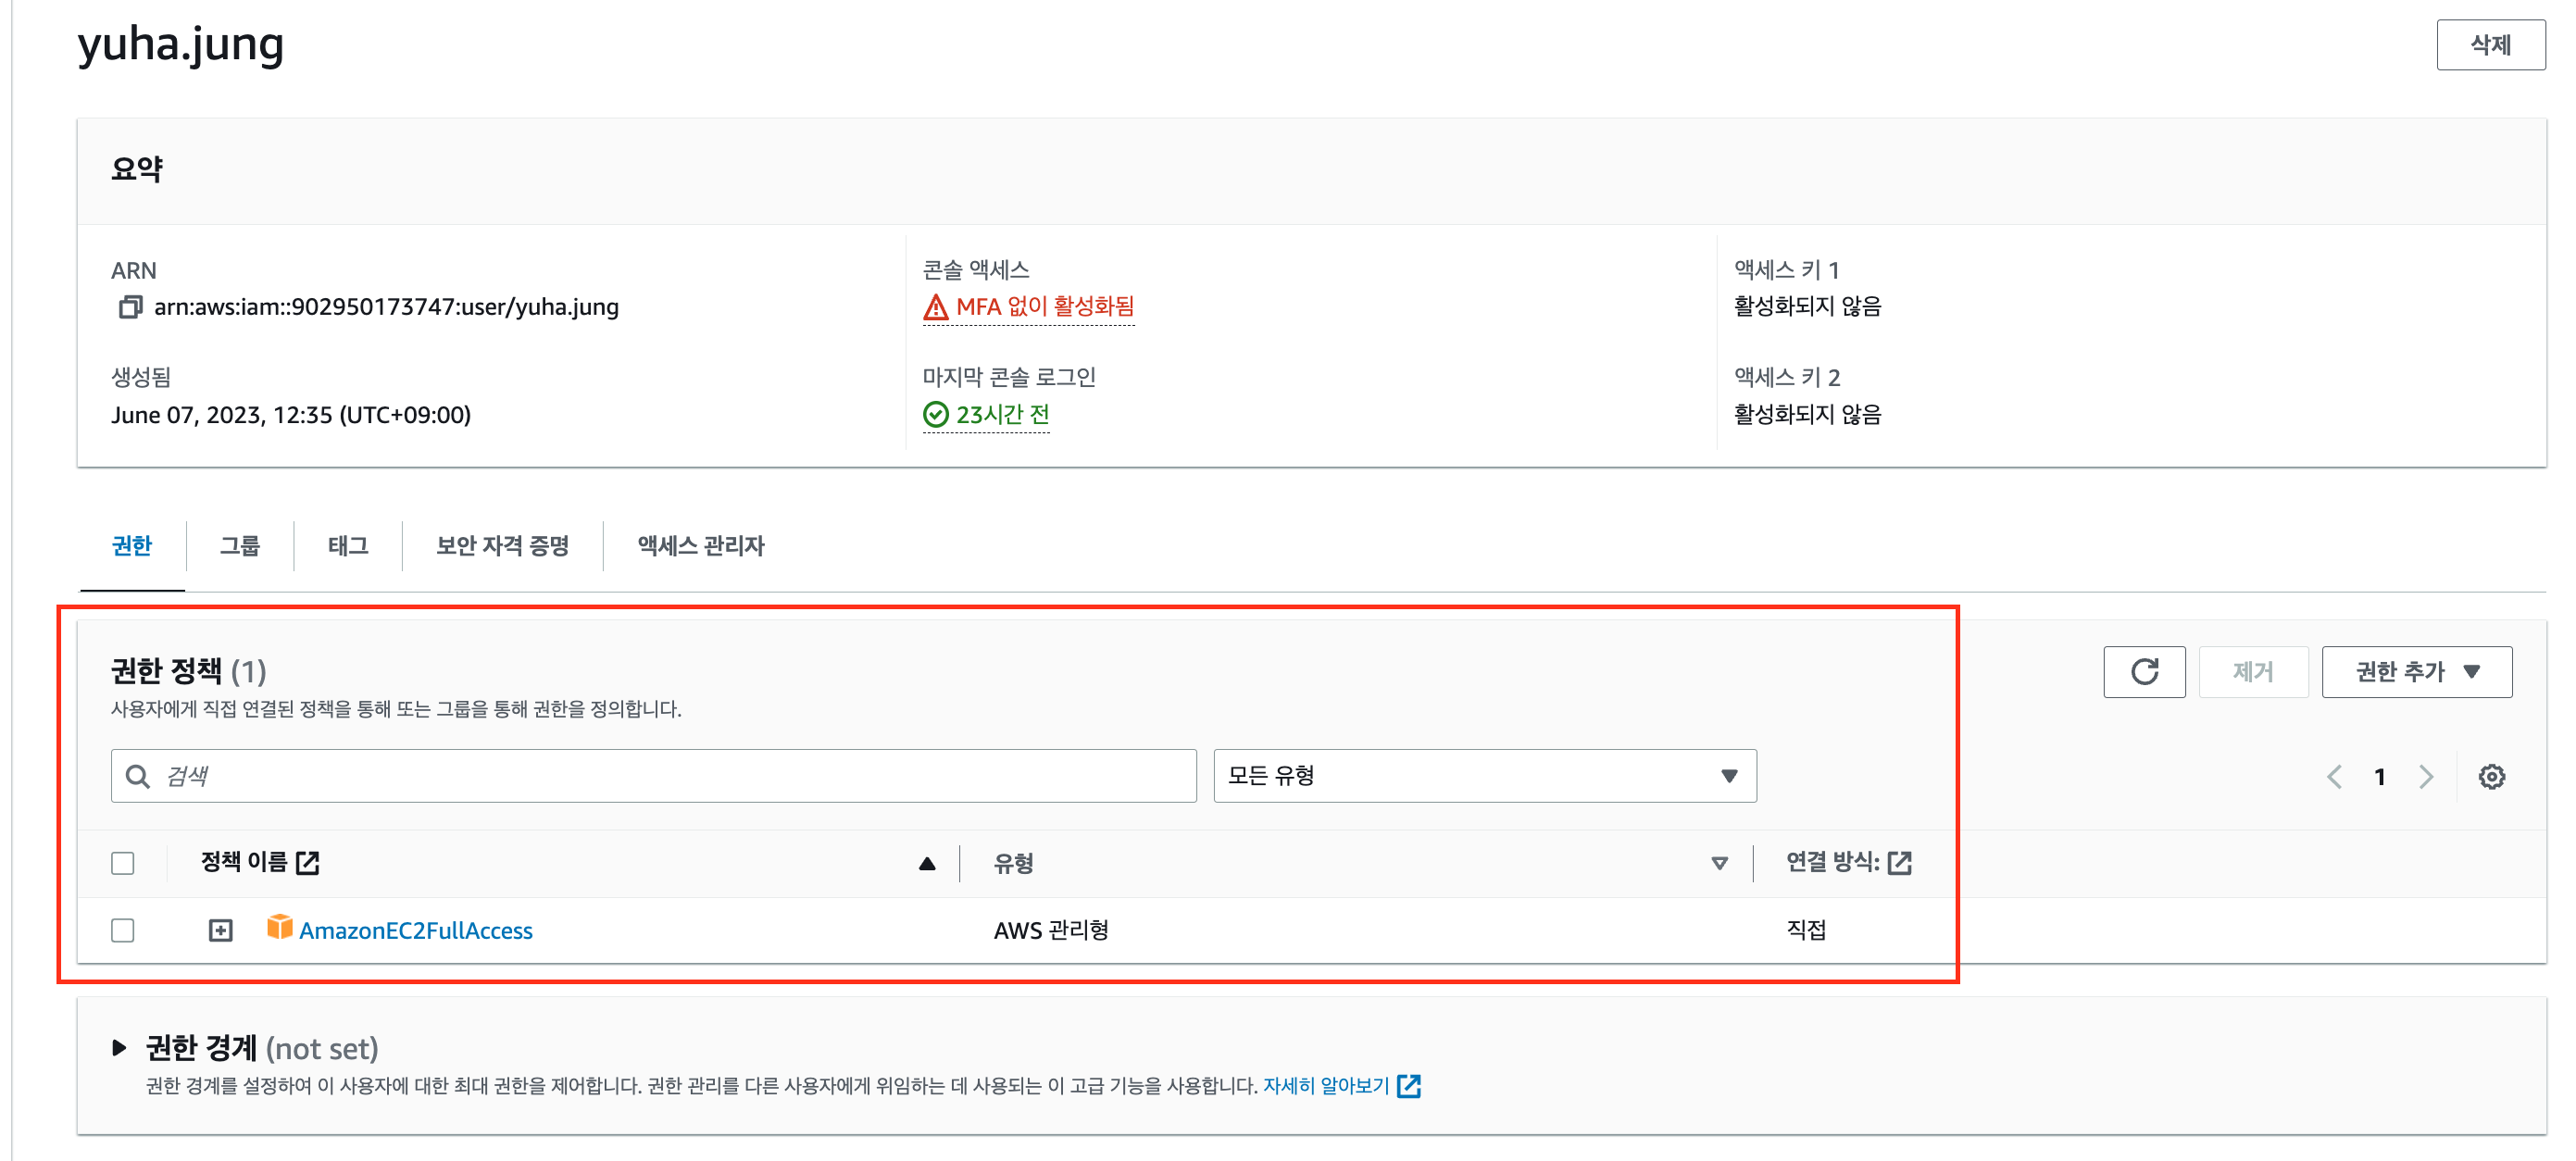 yuha.jung
삭제
요약
ARN
arn:aws:iam::902950173747:user/yuha.jung
콘솔 액세스
MFA 없이 활성화됨
액세스 키 1
활성화되지 않음
생성됨
June 07, 2023, 12:35 (UTC+09:00)
마지막 콘솔 로그인
23시간 전
액세스 키 2
활성화되지 않음
권한
그룹
태그
보안 자격 증명
액세스 관리자
권한 정책 (1)
사용자에게 직접 연결된 정책을 통해 또는 그룹을 통해 권한을 정의합니다.
제거
권한 추가
검색
모든 유형
1
정책 이름
유형
연결 방식:
AmazonEC2FullAccess
AWS 관리형
직접
권한 경계 (not set)
권한 경계를 설정하여 이 사용자에 대한 최대 권한을 제어합니다. 권한 관리를 다른 사용자에게 위임하는 데 사용되는 이 고급 기능을 사용합니다. 자세히 알아보기